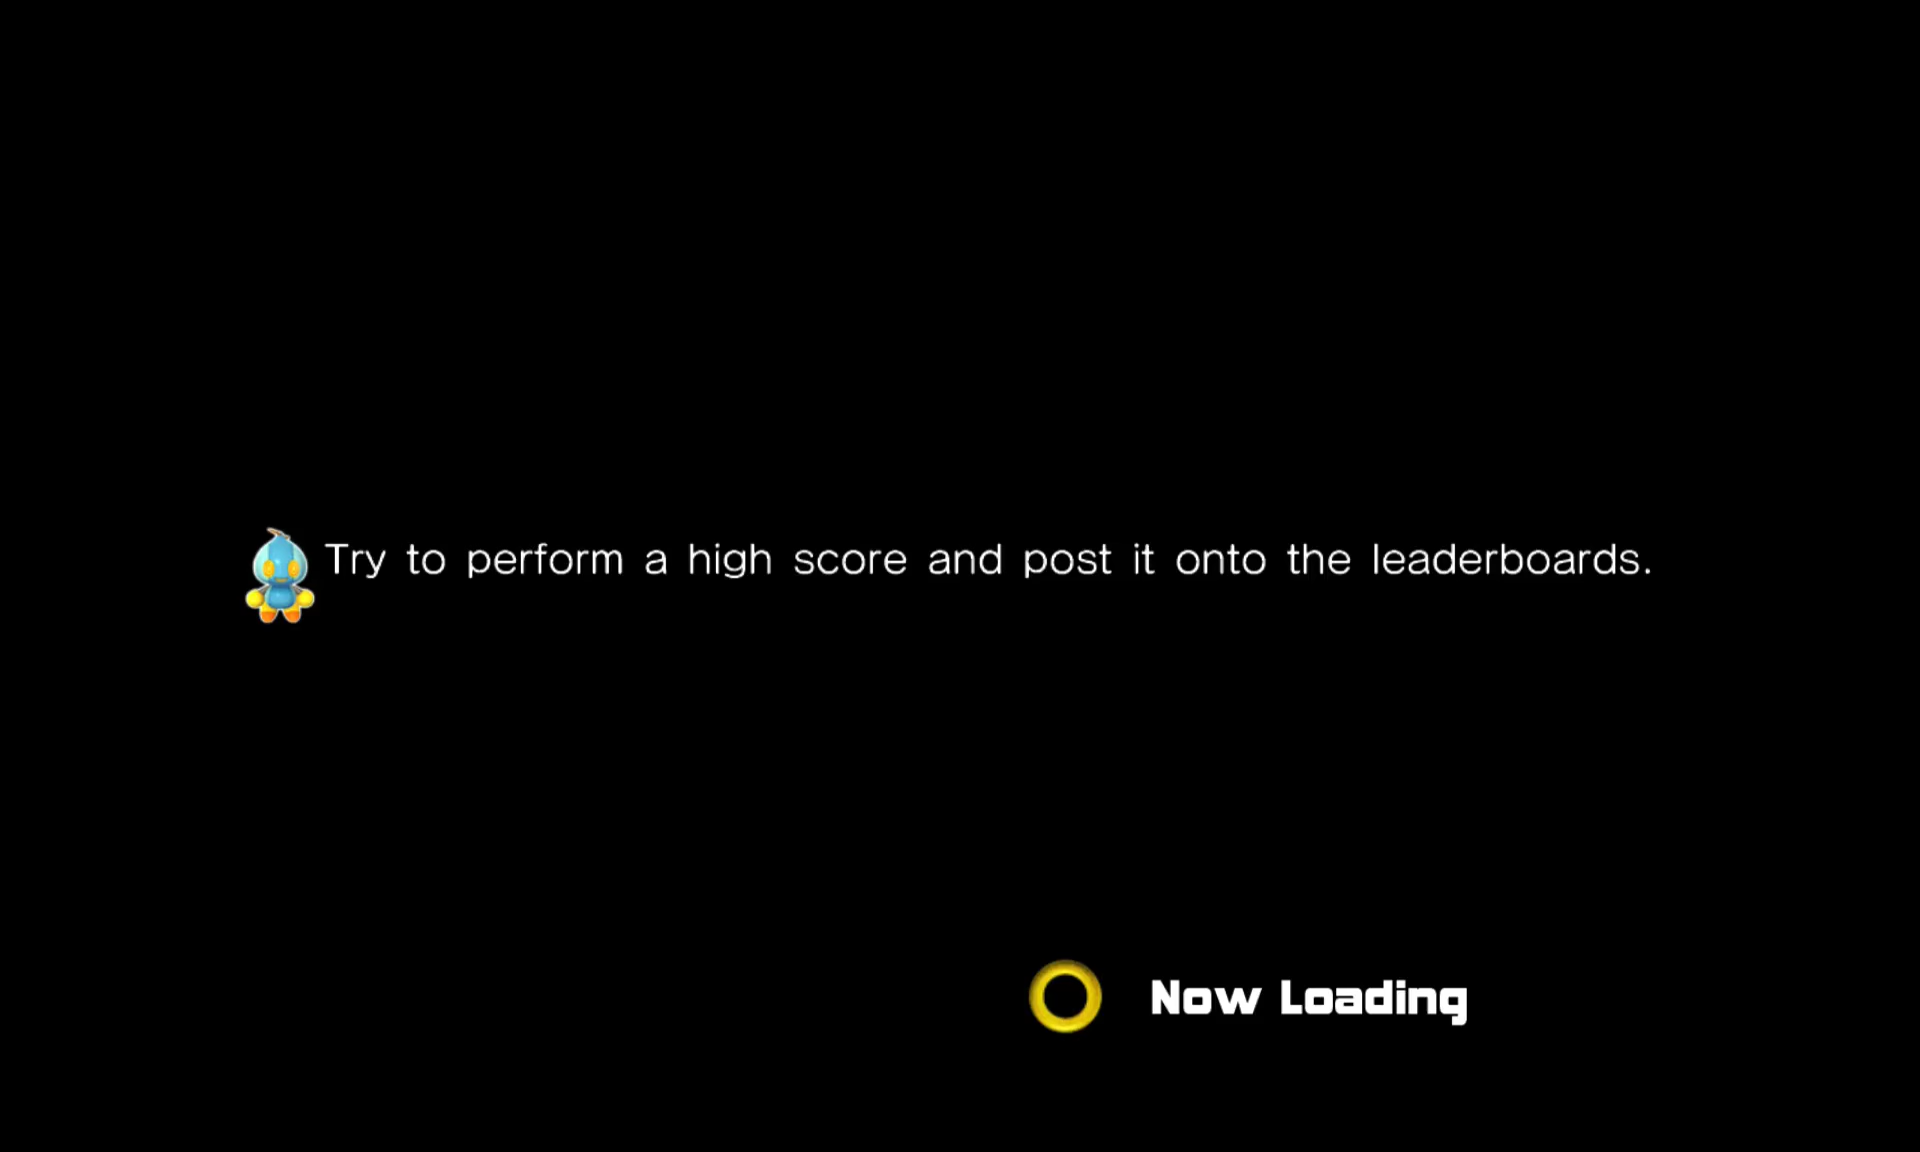 Try to perform a high score and post it onto the leaderboards.
Now Loading